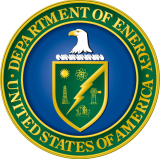 DEPARTMENT OF ENERGY
UNITED STATES OF AMERICA